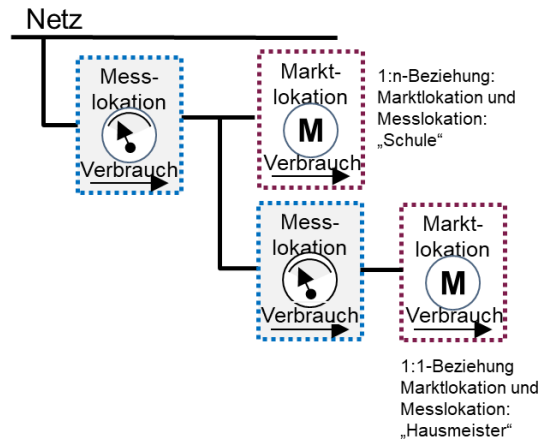 Netz
Mess-
lokation
Verbrauch
Markt-
lokation
M
Verbrauch
1:n-Beziehung:
Marktlokation und
Messlokation:
„Schule“
Mess-
lokation
Verbrauch
Markt-
lokation
M
Verbrauch
1:1-Beziehung
Marktlokation und
Messlokation:
„Hausmeister“